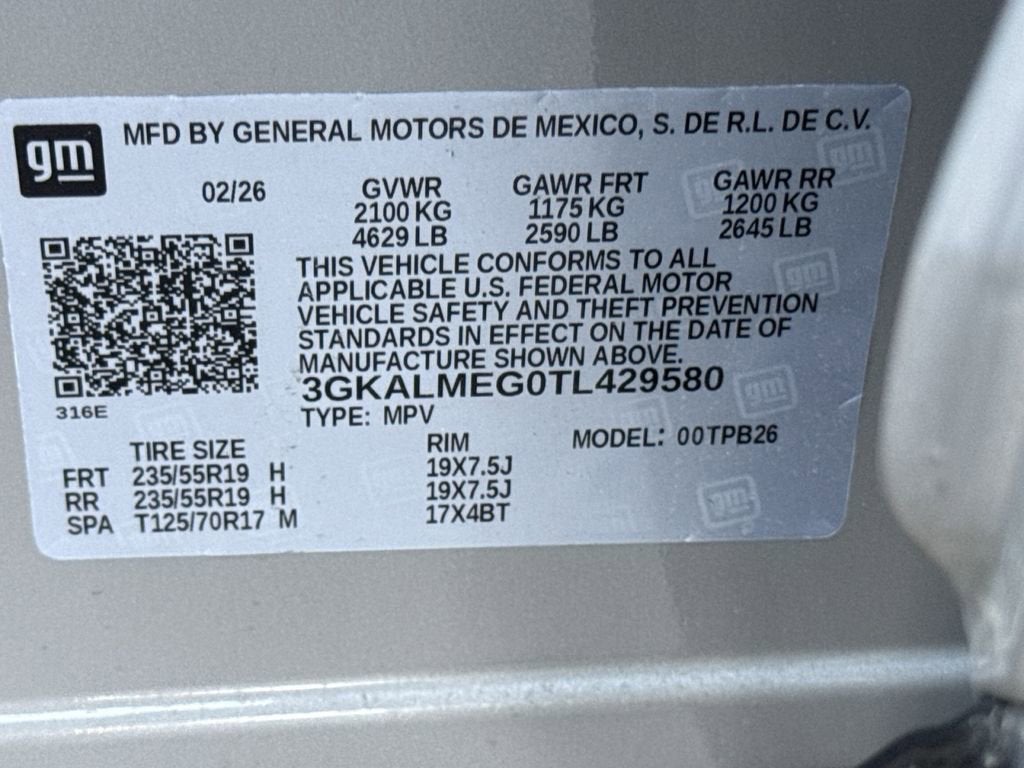 gm
MFD BY GENERAL MOTORS DE MEXICO, S. DE R.L. DE C.V.
02/26 GVWR GAWR FRT GAWR RR
2100 KG 1175 KG 1200 KG
4629 LB 2590 LB 2645 LB
THIS VEHICLE CONFORMS TO ALL
APPLICABLE U.S. FEDERAL MOTOR
VEHICLE SAFETY AND THEFT PREVENTION
STANDARDS IN EFFECT ON THE DATE OF
MANUFACTURE SHOWN ABOVE.
3GKALMEG0TL429580
316E
TYPE: MPV
TIRE SIZE RIM MODEL: 00TPB26
FRT 235/55R19 H 19X7.5J
RR 235/55R19 H 19X7.5J
SPA T125/70R17 M 17X4BT